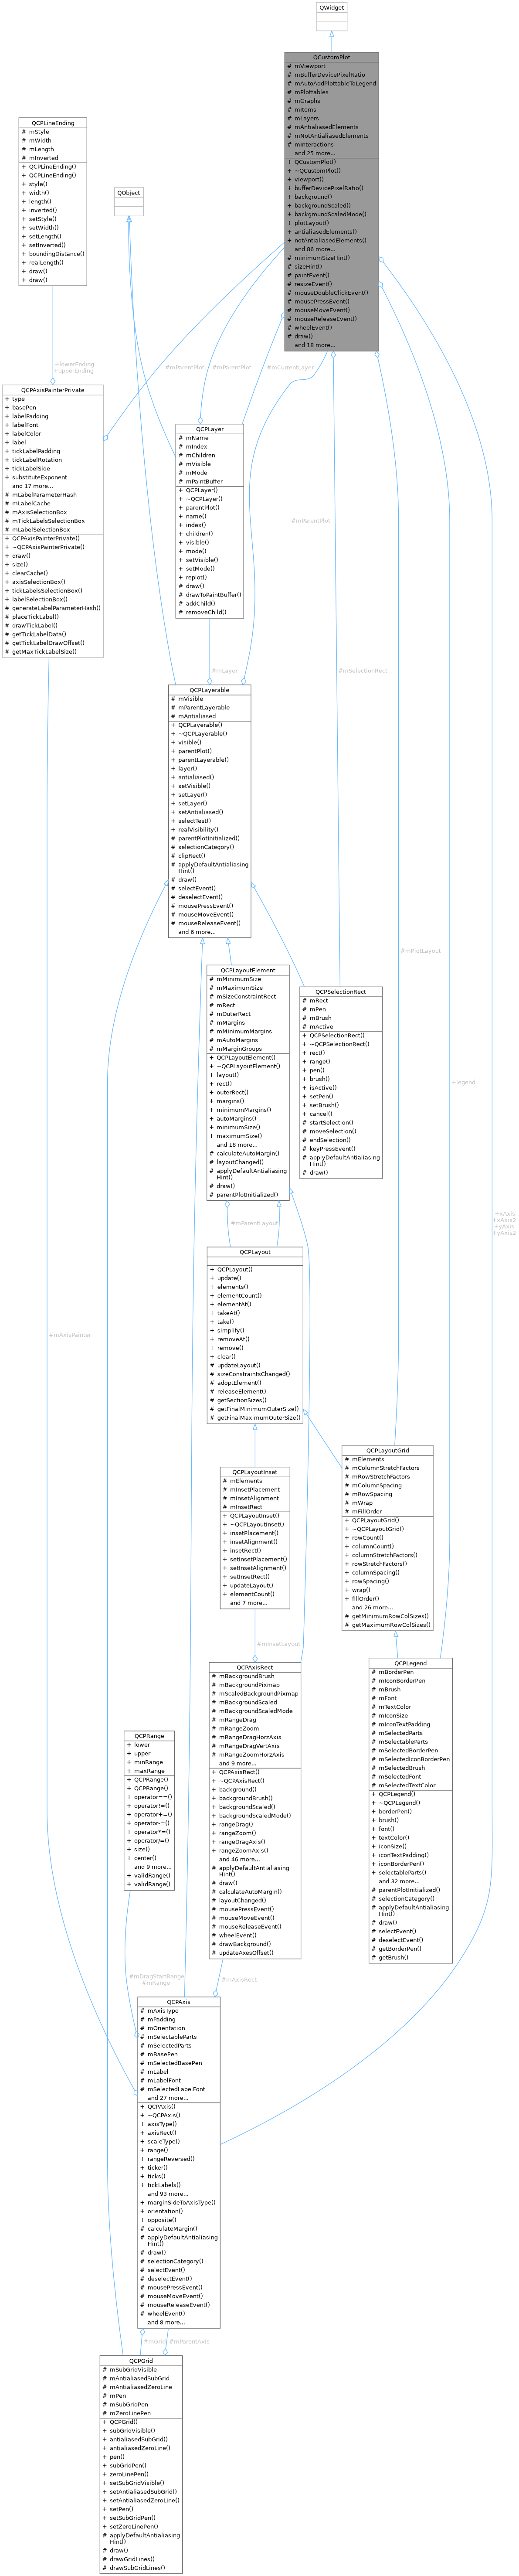 QWidget
QCustomPlot
# mViewport
# mBufferDevicePixelRatio
# mAutoAddPlottableToLegend
# mPlottables
# mGraphs
# mItems
# mLayers
# mAntialiasedElements
# mNotAntialiasedElements
# mInteractions
and 25 more...
+ QCustomPlot()
+ ~QCustomPlot()
+ viewport()
+ bufferDevicePixelRatio()
+ background()
+ backgroundScaled()
+ backgroundScaledMode()
+ plotLayout()
+ antialiasedElements()
+ notAntialiasedElements()
and 86 more...
# minimumSizeHint()
# sizeHint()
# paintEvent()
# resizeEvent()
# mouseDoubleClickEvent()
# mousePressEvent()
# mouseMoveEvent()
# mouseReleaseEvent()
# wheelEvent()
# draw()
and 18 more...
QCPLineEnding
# mStyle
# mWidth
# mLength
# mInverted
+ QCPLineEnding()
+ QCPLineEnding()
+ style()
+ width()
+ length()
+ inverted()
+ setStyle()
+ setWidth()
+ setLength()
+ setInverted()
+ boundingDistance()
+ realLength()
+ draw()
+ draw()
QObject
+lowerEnding
+upperEnding
#mParentPlot
#mParentPlot
#mCurrentLayer
QCPAxisPainterPrivate
+ type
+ basePen
+ labelPadding
+ labelFont
+ labelColor
+ label
+ tickLabelPadding
+ tickLabelRotation
+ tickLabelSide
+ substituteExponent
and 17 more...
# mLabelParameterHash
# mLabelCache
# mAxisSelectionBox
# mTickLabelsSelectionBox
# mLabelSelectionBox
+ QCPAxisPainterPrivate()
+ ~QCPAxisPainterPrivate()
+ draw()
+ size()
+ clearCache()
+ axisSelectionBox()
+ tickLabelsSelectionBox()
+ labelSelectionBox()
# generateLabelParameterHash()
# placeTickLabel()
# drawTickLabel()
# getTickLabelData()
# getTickLabelDrawOffset()
# getMaxTickLabelSize()
QCPLayer
# mName
# mIndex
# mChildren
# mVisible
# mMode
# mPaintBuffer
+ QCPLayer()
+ ~QCPLayer()
+ parentPlot()
+ name()
+ index()
+ children()
+ visible()
+ mode()
+ setVisible()
+ setMode()
+ replot()
# draw()
# drawToPaintBuffer()
# addChild()
# removeChild()
#mParentPlot
#mLayer
#mSelectionRect
QCPLayerable
# mVisible
# mParentLayerable
# mAntialiased
+ QCPLayerable()
+ ~QCPLayerable()
+ visible()
+ parentPlot()
+ parentLayerable()
+ layer()
+ antialiased()
+ setVisible()
+ setLayer()
+ setLayer()
+ setAntialiased()
+ selectTest()
+ realVisibility()
# parentPlotInitialized()
# selectionCategory()
# clipRect()
# applyDefaultAntialiasing
Hint()
# draw()
# selectEvent()
# deselectEvent()
# mousePressEvent()
# mouseMoveEvent()
# mouseReleaseEvent()
and 6 more...
#mPlotLayout
QCPLayoutElement
# mMinimumSize
# mMaximumSize
# mSizeConstraintRect
# mRect
# mOuterRect
# mMargins
# mMinimumMargins
# mAutoMargins
# mMarginGroups
+ QCPLayoutElement()
+ ~QCPLayoutElement()
+ layout()
+ rect()
+ outerRect()
+ margins()
+ minimumMargins()
+ autoMargins()
+ minimumSize()
+ maximumSize()
and 18 more...
# calculateAutoMargin()
# layoutChanged()
# applyDefaultAntialiasing
Hint()
# draw()
# parentPlotInitialized()
QCPSelectionRect
# mRect
# mPen
# mBrush
# mActive
+ QCPSelectionRect()
+ ~QCPSelectionRect()
+ rect()
+ range()
+ pen()
+ brush()
+ isActive()
+ setPen()
+ setBrush()
+ cancel()
# startSelection()
# moveSelection()
# endSelection()
# keyPressEvent()
# applyDefaultAntialiasing
Hint()
# draw()
+legend
#mParentLayout
+xAxis
+xAxis2
+yAxis
+yAxis2
QCPLayout
+ QCPLayout()
+ update()
+ elements()
+ elementCount()
+ elementAt()
+ takeAt()
+ take()
+ simplify()
+ removeAt()
+ remove()
+ clear()
# updateLayout()
# sizeConstraintsChanged()
# adoptElement()
# releaseElement()
# getSectionSizes()
# getFinalMinimumOuterSize()
# getFinalMaximumOuterSize()
#mAxisPainter
QCPLayoutInset
# mElements
# mInsetPlacement
# mInsetAlignment
# mInsetRect
+ QCPLayoutInset()
+ ~QCPLayoutInset()
+ insetPlacement()
+ insetAlignment()
+ insetRect()
+ setInsetPlacement()
+ setInsetAlignment()
+ setInsetRect()
+ updateLayout()
+ elementCount()
and 7 more...
QCPLayoutGrid
# mElements
# mColumnStretchFactors
# mRowStretchFactors
# mColumnSpacing
# mRowSpacing
# mWrap
# mFillOrder
+ QCPLayoutGrid()
+ ~QCPLayoutGrid()
+ rowCount()
+ columnCount()
+ columnStretchFactors()
+ rowStretchFactors()
+ columnSpacing()
+ rowSpacing()
+ wrap()
+ fillOrder()
and 26 more...
# getMinimumRowColSizes()
# getMaximumRowColSizes()
#mInsetLayout
QCPAxisRect
# mBackgroundBrush
# mBackgroundPixmap
# mScaledBackgroundPixmap
# mBackgroundScaled
# mBackgroundScaledMode
# mRangeDrag
# mRangeZoom
# mRangeDragHorzAxis
# mRangeDragVertAxis
# mRangeZoomHorzAxis
and 9 more...
+ QCPAxisRect()
+ ~QCPAxisRect()
+ background()
+ backgroundBrush()
+ backgroundScaled()
+ backgroundScaledMode()
+ rangeDrag()
+ rangeZoom()
+ rangeDragAxis()
+ rangeZoomAxis()
and 46 more...
# applyDefaultAntialiasing
Hint()
# draw()
# calculateAutoMargin()
# layoutChanged()
# mousePressEvent()
# mouseMoveEvent()
# mouseReleaseEvent()
# wheelEvent()
# drawBackground()
# updateAxesOffset()
QCPLegend
# mBorderPen
# mIconBorderPen
# mBrush
# mFont
# mTextColor
# mIconSize
# mIconTextPadding
# mSelectedParts
# mSelectableParts
# mSelectedBorderPen
# mSelectedIconBorderPen
# mSelectedBrush
# mSelectedFont
# mSelectedTextColor
+ QCPLegend()
+ ~QCPLegend()
+ borderPen()
+ brush()
+ font()
+ textColor()
+ iconSize()
+ iconTextPadding()
+ iconBorderPen()
+ selectableParts()
and 32 more...
# parentPlotInitialized()
# selectionCategory()
# applyDefaultAntialiasing
Hint()
# draw()
# selectEvent()
# deselectEvent()
# getBorderPen()
# getBrush()
QCPRange
+ lower
+ upper
+ minRange
+ maxRange
+ QCPRange()
+ QCPRange()
+ operator==()
+ operator!=()
+ operator+=()
+ operator-=()
+ operator*=()
+ operator/=()
+ size()
+ center()
and 9 more...
+ validRange()
+ validRange()
#mDragStartRange
#mRange
#mAxisRect
QCPAxis
# mAxisType
# mPadding
# mOrientation
# mSelectableParts
# mSelectedParts
# mBasePen
# mSelectedBasePen
# mLabel
# mLabelFont
# mSelectedLabelFont
and 27 more...
+ QCPAxis()
+ ~QCPAxis()
+ axisType()
+ axisRect()
+ scaleType()
+ range()
+ rangeReversed()
+ ticker()
+ ticks()
+ tickLabels()
and 93 more...
+ marginSideToAxisType()
+ orientation()
+ opposite()
# calculateMargin()
# applyDefaultAntialiasing
Hint()
# draw()
# selectionCategory()
# selectEvent()
# deselectEvent()
# mousePressEvent()
# mouseMoveEvent()
# mouseReleaseEvent()
# wheelEvent()
and 8 more...
#mGrid
#mParentAxis
QCPGrid
# mSubGridVisible
# mAntialiasedSubGrid
# mAntialiasedZeroLine
# mPen
# mSubGridPen
# mZeroLinePen
+ QCPGrid()
+ subGridVisible()
+ antialiasedSubGrid()
+ antialiasedZeroLine()
+ pen()
+ subGridPen()
+ zeroLinePen()
+ setSubGridVisible()
+ setAntialiasedSubGrid()
+ setAntialiasedZeroLine()
+ setPen()
+ setSubGridPen()
+ setZeroLinePen()
# applyDefaultAntialiasing
Hint()
# draw()
# drawGridLines()
# drawSubGridLines()